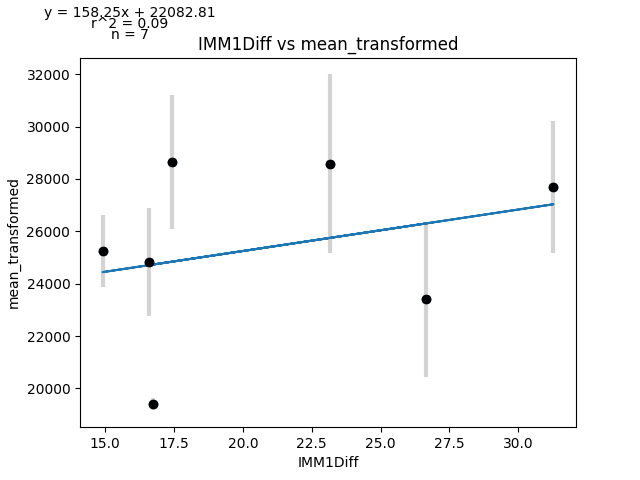 y = 158.25x + 22082.81
r^2 = 0.09
n = 7
IMM1Diff vs mean_transformed
32000
30000
28000
26000
24000
22000
20000
mean_transformed
15.0 17.5 20.0 22.5 25.0 27.5 30.0
IMM1Diff